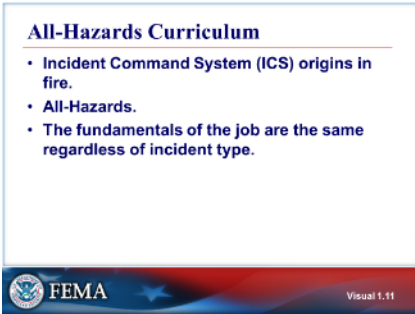 All-Hazards Curriculum
• Incident Command System (ICS) origins in
fire.
• All-Hazards.
• The fundamentals of the job are the same
regardless of incident type.
FEMA
Visual 1.11